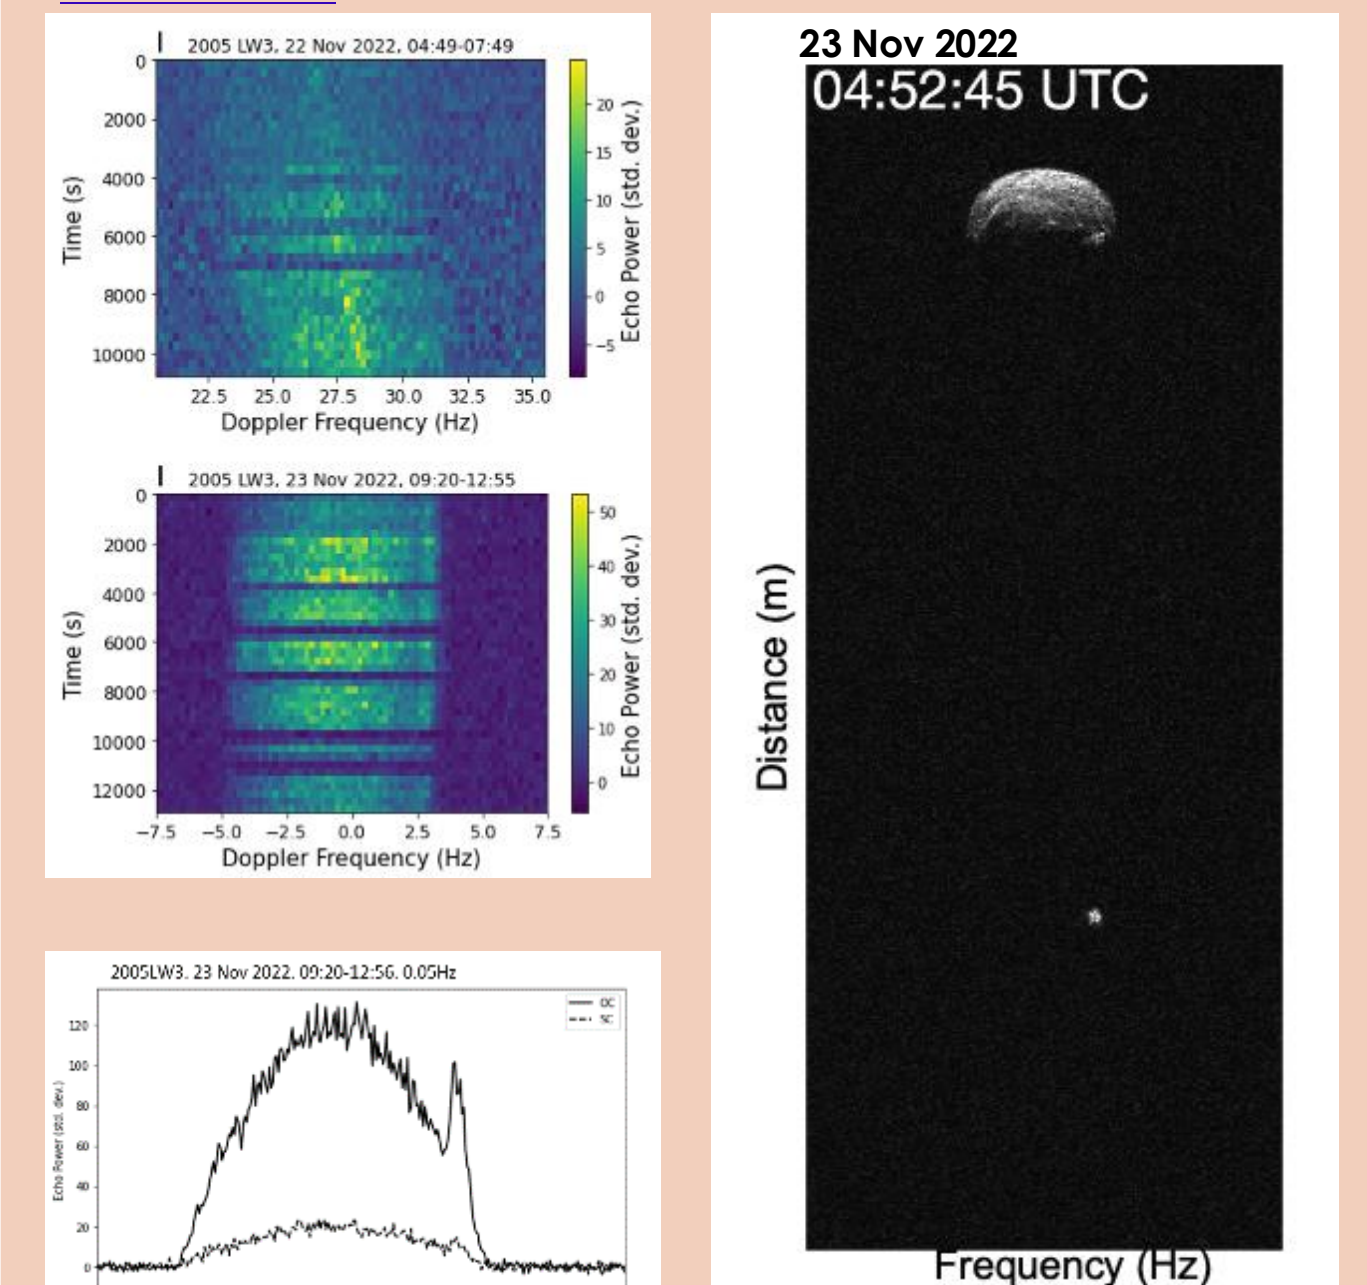 2005 LW3, 22 Nov 2022, 04:49-07:49
0
2000
4000
6000
8000
10000
Time (s)
22.5 25.0 27.5 30.0 32.5 35.0
Doppler Frequency (Hz)
20
15
10
5
0
−5
Echo Power (std. dev.)
2005 LW3, 23 Nov 2022, 09:20-12:55
0
2000
4000
6000
8000
10000
12000
Time (s)
−7.5 −5.0 −2.5 0.0 2.5 5.0 7.5
Doppler Frequency (Hz)
50
40
30
20
10
0
Echo Power (std. dev.)
2005LW3. 23 Nov 2022. 09:20-12:56. 0.05Hz
OC
SC
120
100
80
60
40
20
0
Echo Power (std. dev.)
23 Nov 2022
04:52:45 UTC
Distance (m)
Frequency (Hz)